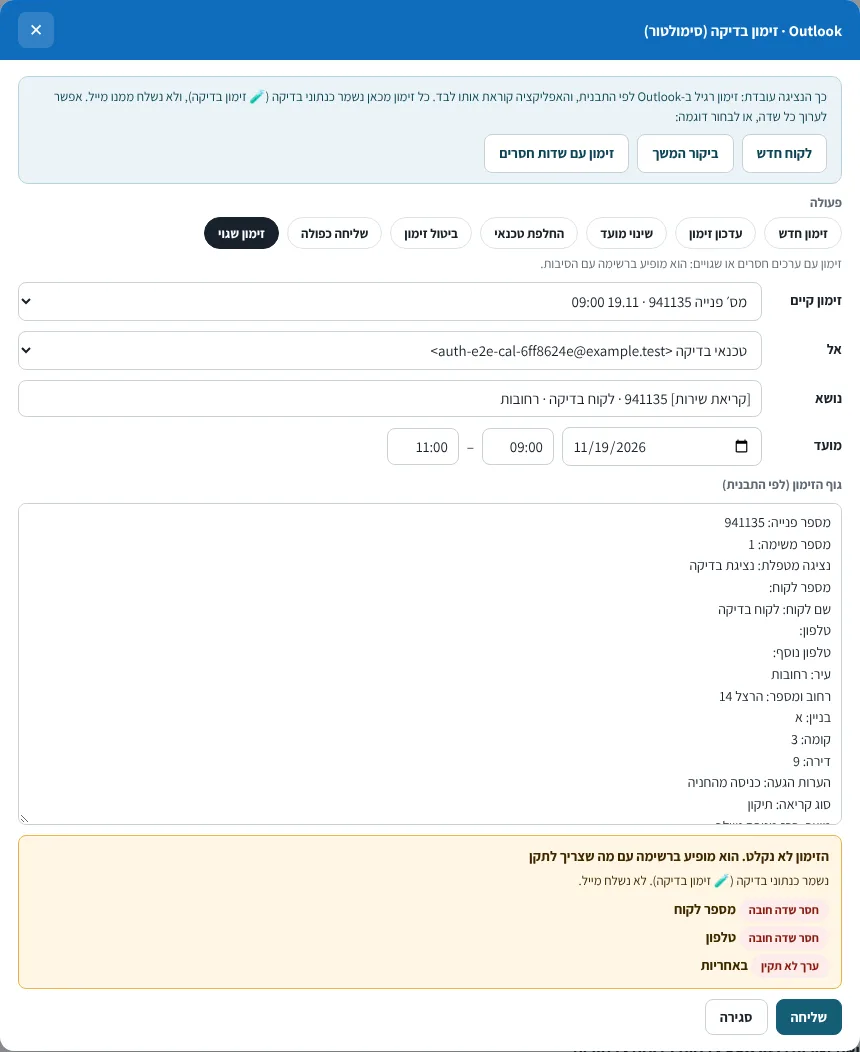 Outlook · זימון בדיקה (סימולטור)
כך הנציגה עובדת: זימון רגיל ב-Outlook לפי התבנית, והאפליקציה קוראת אותו לבד. כל זימון מכאן נשמר כנתוני בדיקה (🧪 זימון בדיקה), ולא נשלח ממנו מייל. אפשר
לערוך כל שדה, או לבחור דוגמה:
לקוח חדש
ביקור המשך
זימון עם שדות חסרים
פעולה
זימון חדש
עדכון זימון
שינוי מועד
החלפת טכנאי
ביטול זימון
שליחה כפולה
זימון שגוי
זימון עם ערכים חסרים או שגויים: הוא מופיע ברשימה עם הסיבות.
זימון קיים
מס׳ פנייה 941135 · 19.11 09:00
אל
טכנאי בדיקה <auth-e2e-cal-6ff8624e@example.test>
נושא
[קריאת שירות] 941135 · לקוח בדיקה · רחובות
מועד
11/19/2026
09:00
–
11:00
גוף הזימון (לפי התבנית)
מספר פנייה: 941135
מספר משימה: 1
נציגה מטפלת: נציגת בדיקה
מספר לקוח:
שם לקוח: לקוח בדיקה
טלפון:
טלפון נוסף:
עיר: רחובות
רחוב ומספר: הרצל 14
בניין: א
קומה: 3
דירה: 9
הערות הגעה: כניסה מהחניה
סוג קריאה: תיקון
הזימון לא נקלט. הוא מופיע ברשימה עם מה שצריך לתקן
נשמר כנתוני בדיקה (🧪 זימון בדיקה). לא נשלח מייל.
חסר שדה חובה מספר לקוח
חסר שדה חובה טלפון
ערך לא תקין באחריות
שליחה
סגירה